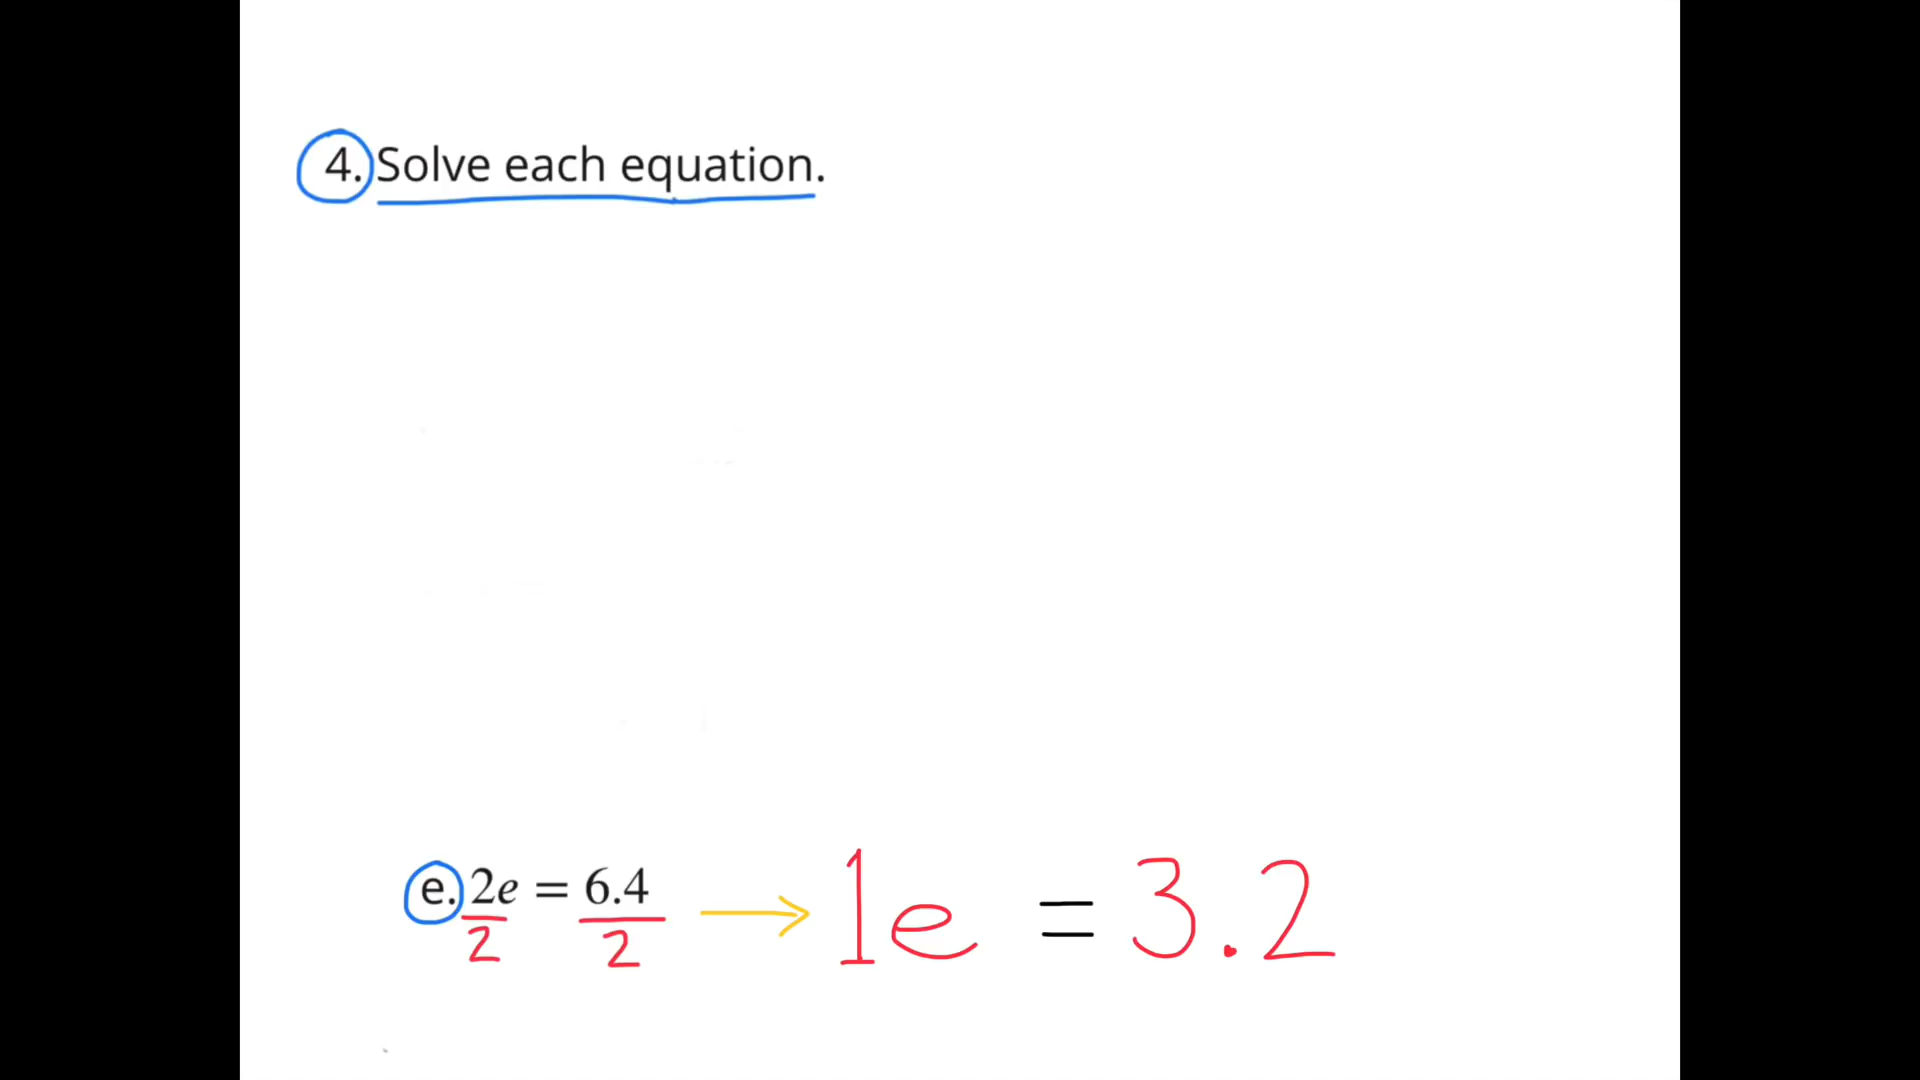 4. Solve each equation.
e. 2e = 6.4 → 1e = 3.2
2 2